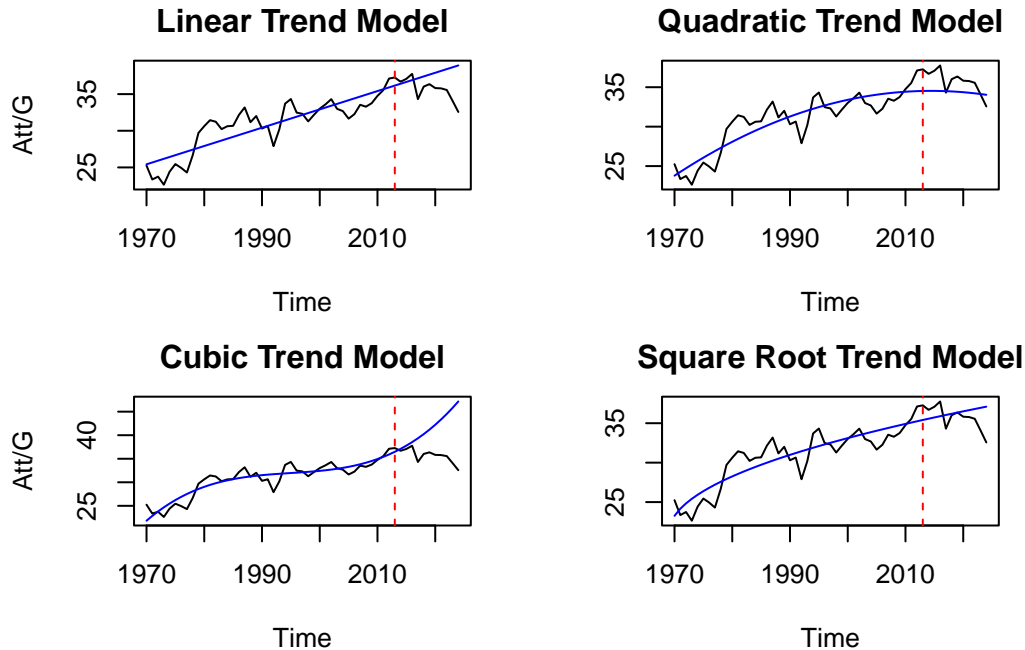 Linear Trend Model
Att/G
25
35
1970
1990
2010
Time
Quadratic Trend Model
25
35
1970
1990
2010
Time
Cubic Trend Model
Att/G
25
40
1970
1990
2010
Time
Square Root Trend Model
25
35
1970
1990
2010
Time